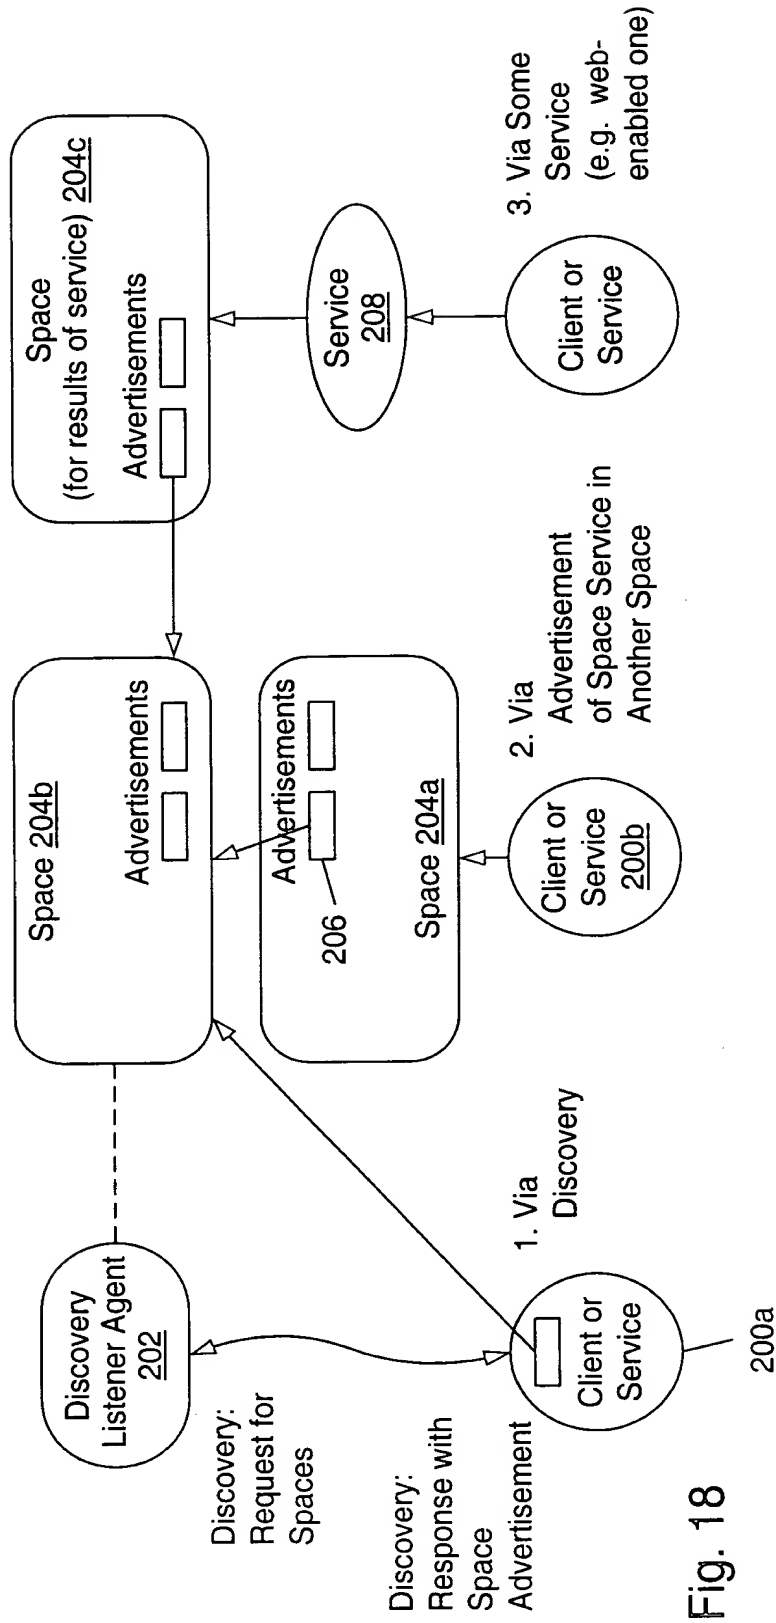 Discovery
Listener Agent
202
Discovery:
Request for
Spaces
Discovery:
Response with
Space
Advertisement
Client or
Service
200a
1. Via
Discovery
Space 204b
Advertisements
Advertisements
206
Space 204a
Client or
Service
200b
2. Via
Advertisement
of Space Service in
Another Space
Space
(for results of service) 204c
Advertisements
Service
208
Client or
Service
3. Via Some
Service
(e.g. web-
enabled one)
Fig. 18